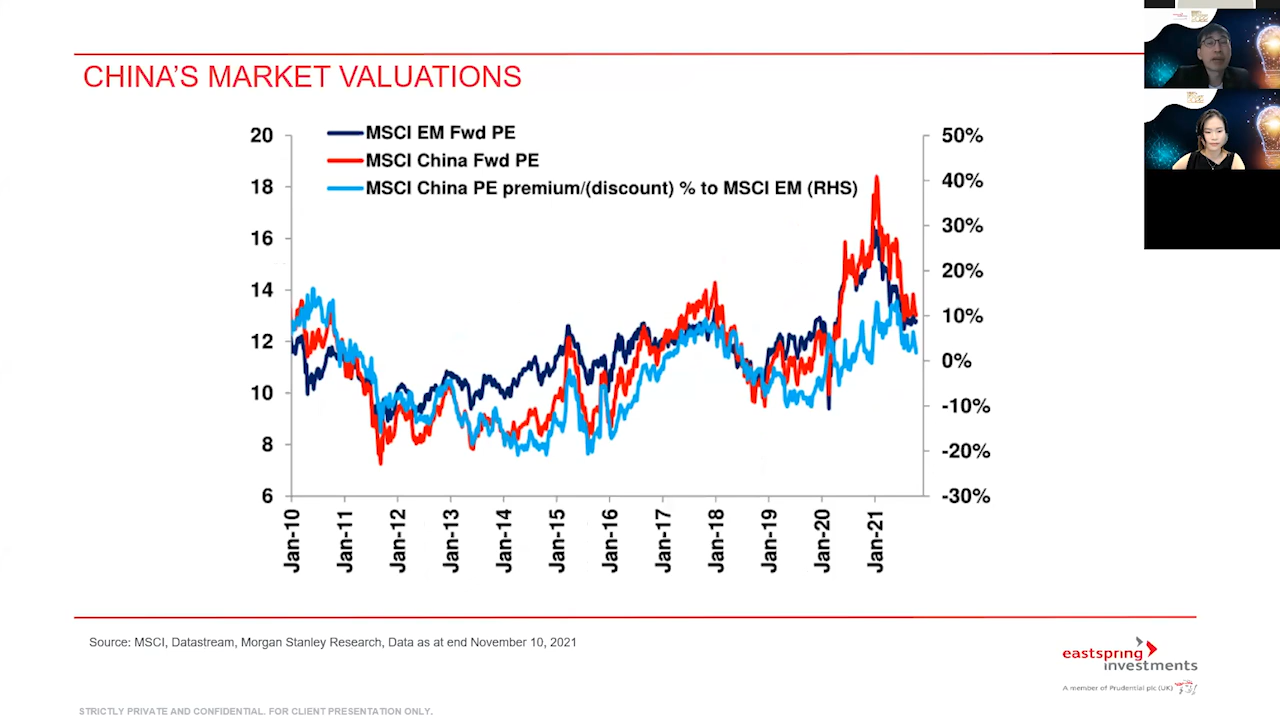 CHINA'S MARKET VALUATIONS
MSCI EM Fwd PE
MSCI China Fwd PE
MSCI China PE premium/(discount) % to MSCI EM (RHS)
20
18
16
14
12
10
8
6
50%
40%
30%
20%
10%
0%
-10%
-20%
-30%
Jan-10
Jan-11
Jan-12
Jan-13
Jan-14
Jan-15
Jan-16
Jan-17
Jan-18
Jan-19
Jan-20
Jan-21
Source: MSCI, Datastream, Morgan Stanley Research, Data as at end November 10, 2021
eastspring
investments
A member of Prudential plc (UK)
STRICTLY PRIVATE AND CONFIDENTIAL. FOR CLIENT PRESENTATION ONLY.